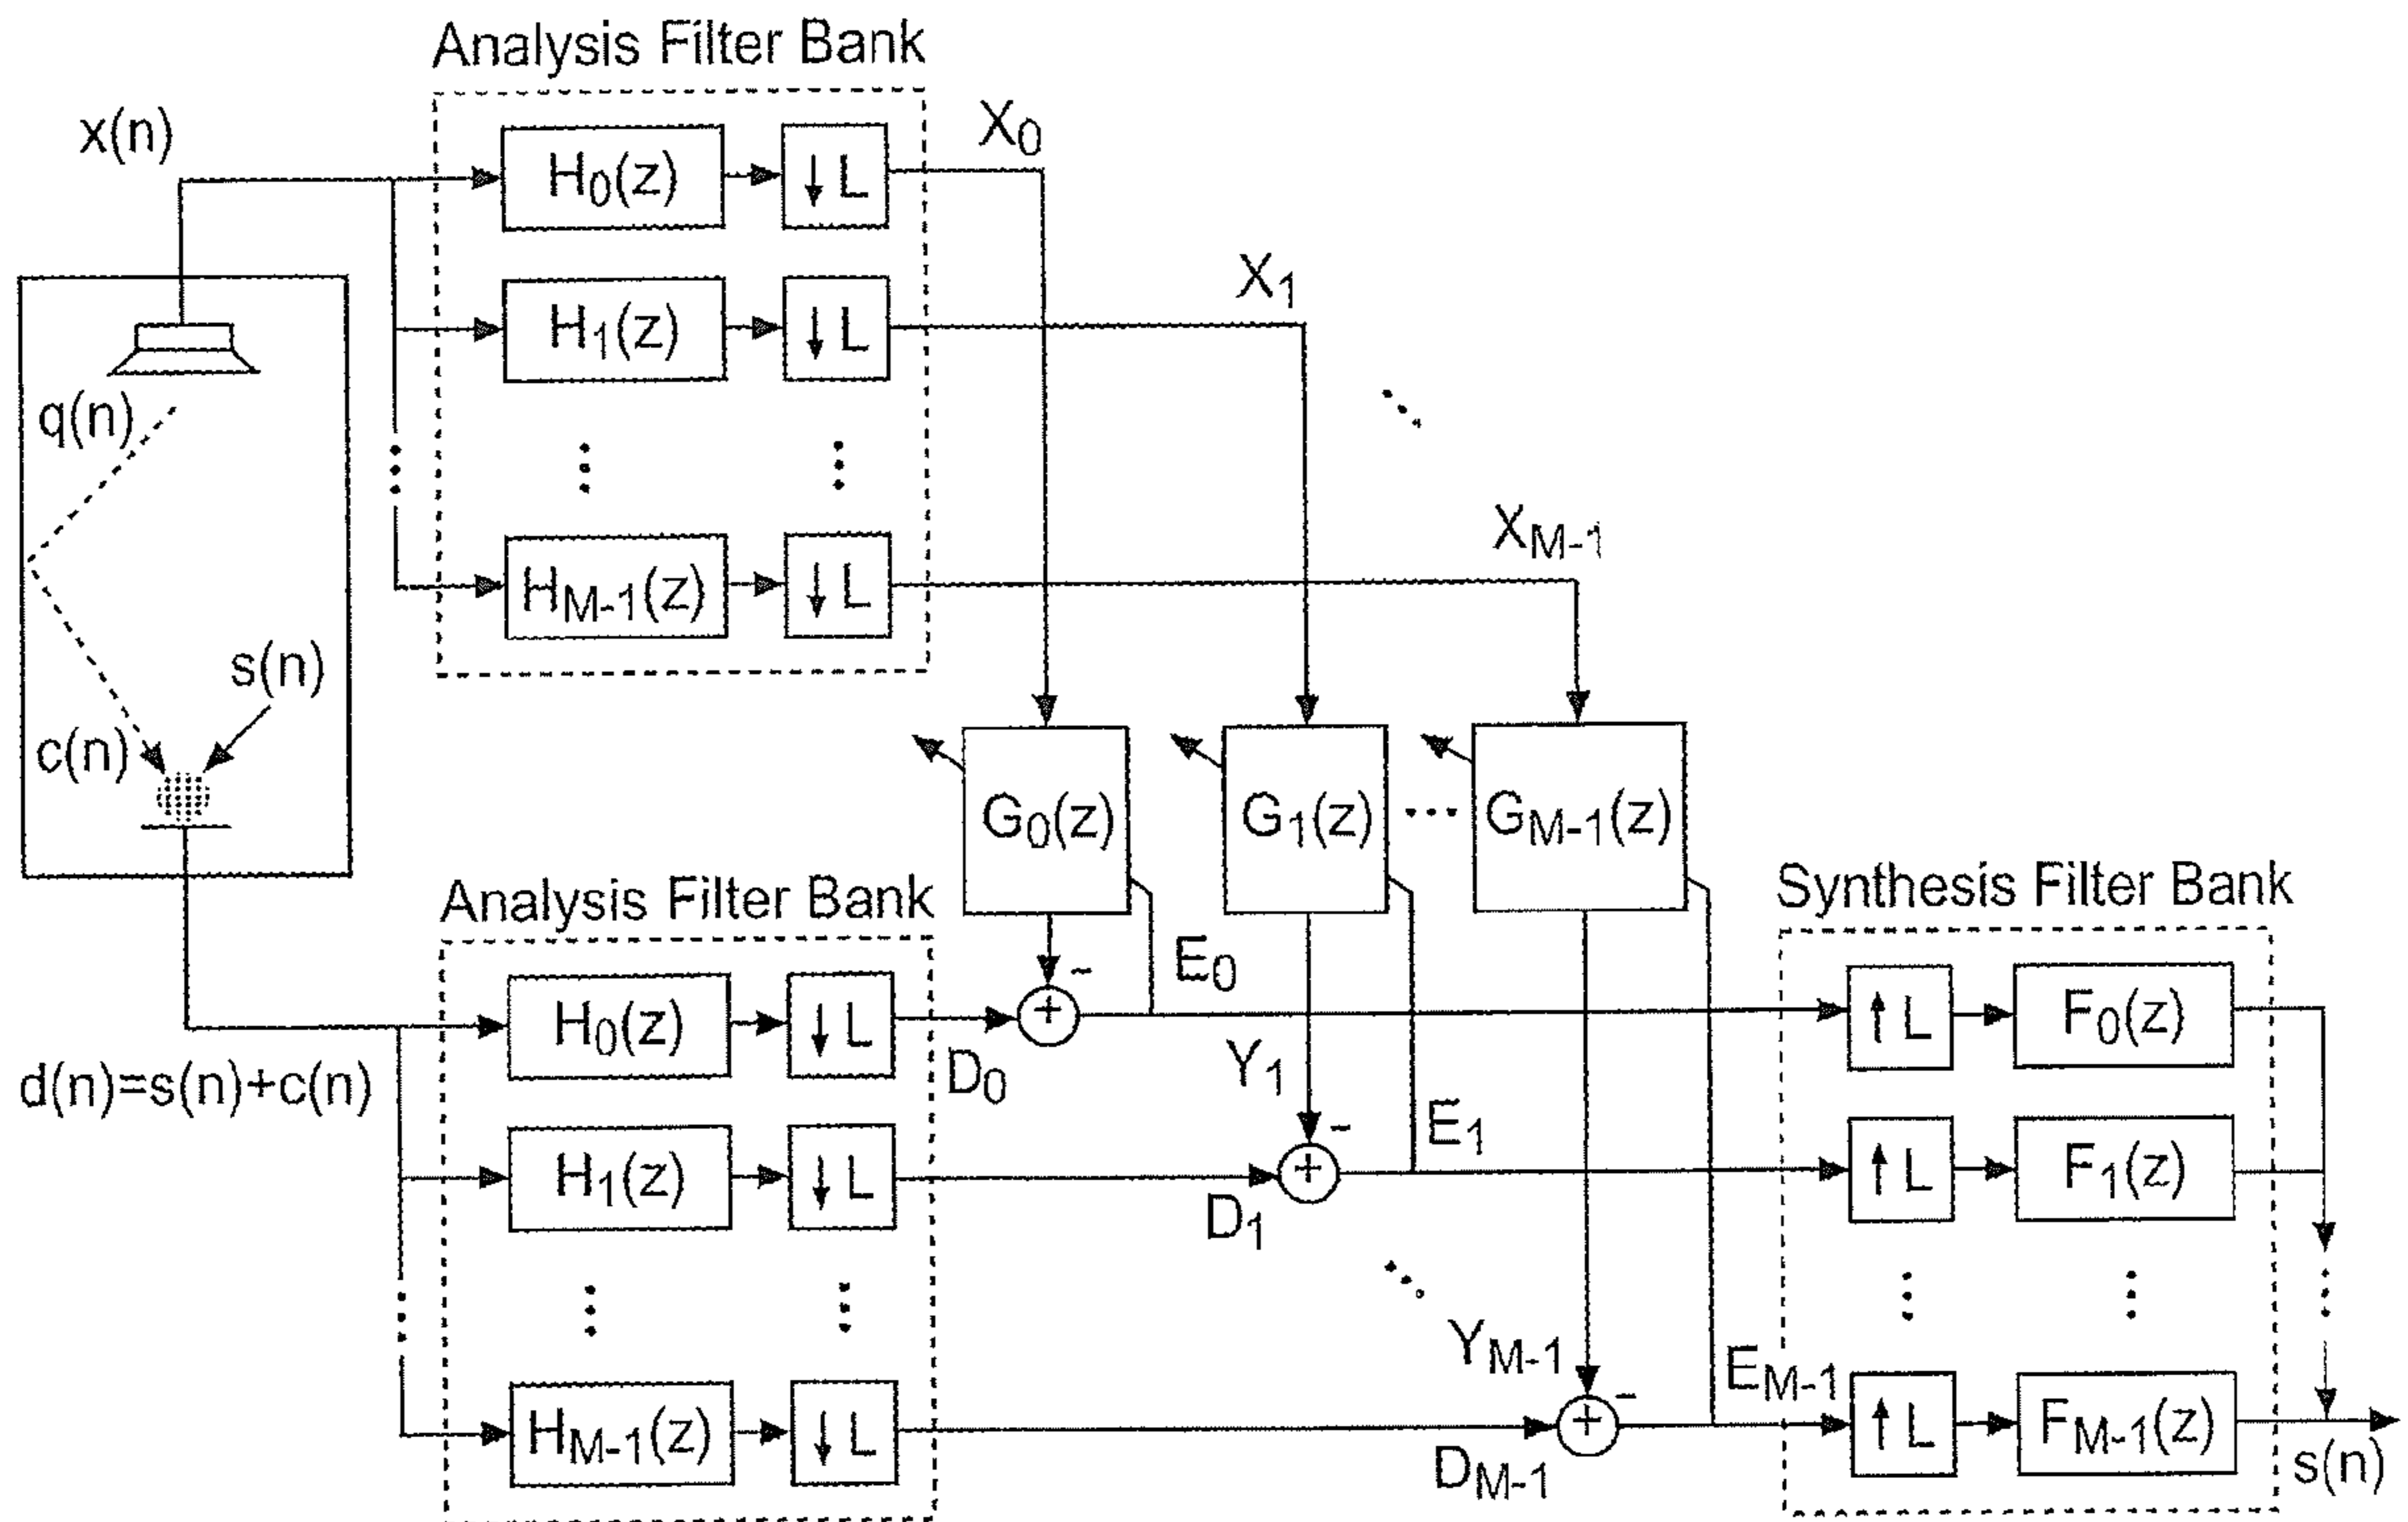 Analysis Filter Bank
x(n)
H0(z)
↓ L
X0
H1(z)
↓ L
X1
q(n)
HM-1(z)
↓ L
XM-1
s(n)
c(n)
G0(z)
G1(z)
GM-1(z)
Analysis Filter Bank
Synthesis Filter Bank
d(n)=s(n)+c(n)
H0(z)
↓ L
D0
+
-
E0
↑ L
F0(z)
H1(z)
↓ L
D1
Y1
+
-
E1
↑ L
F1(z)
HM-1(z)
↓ L
DM-1
YM-1
+
-
EM-1
↑ L
FM-1(z)
s(n)